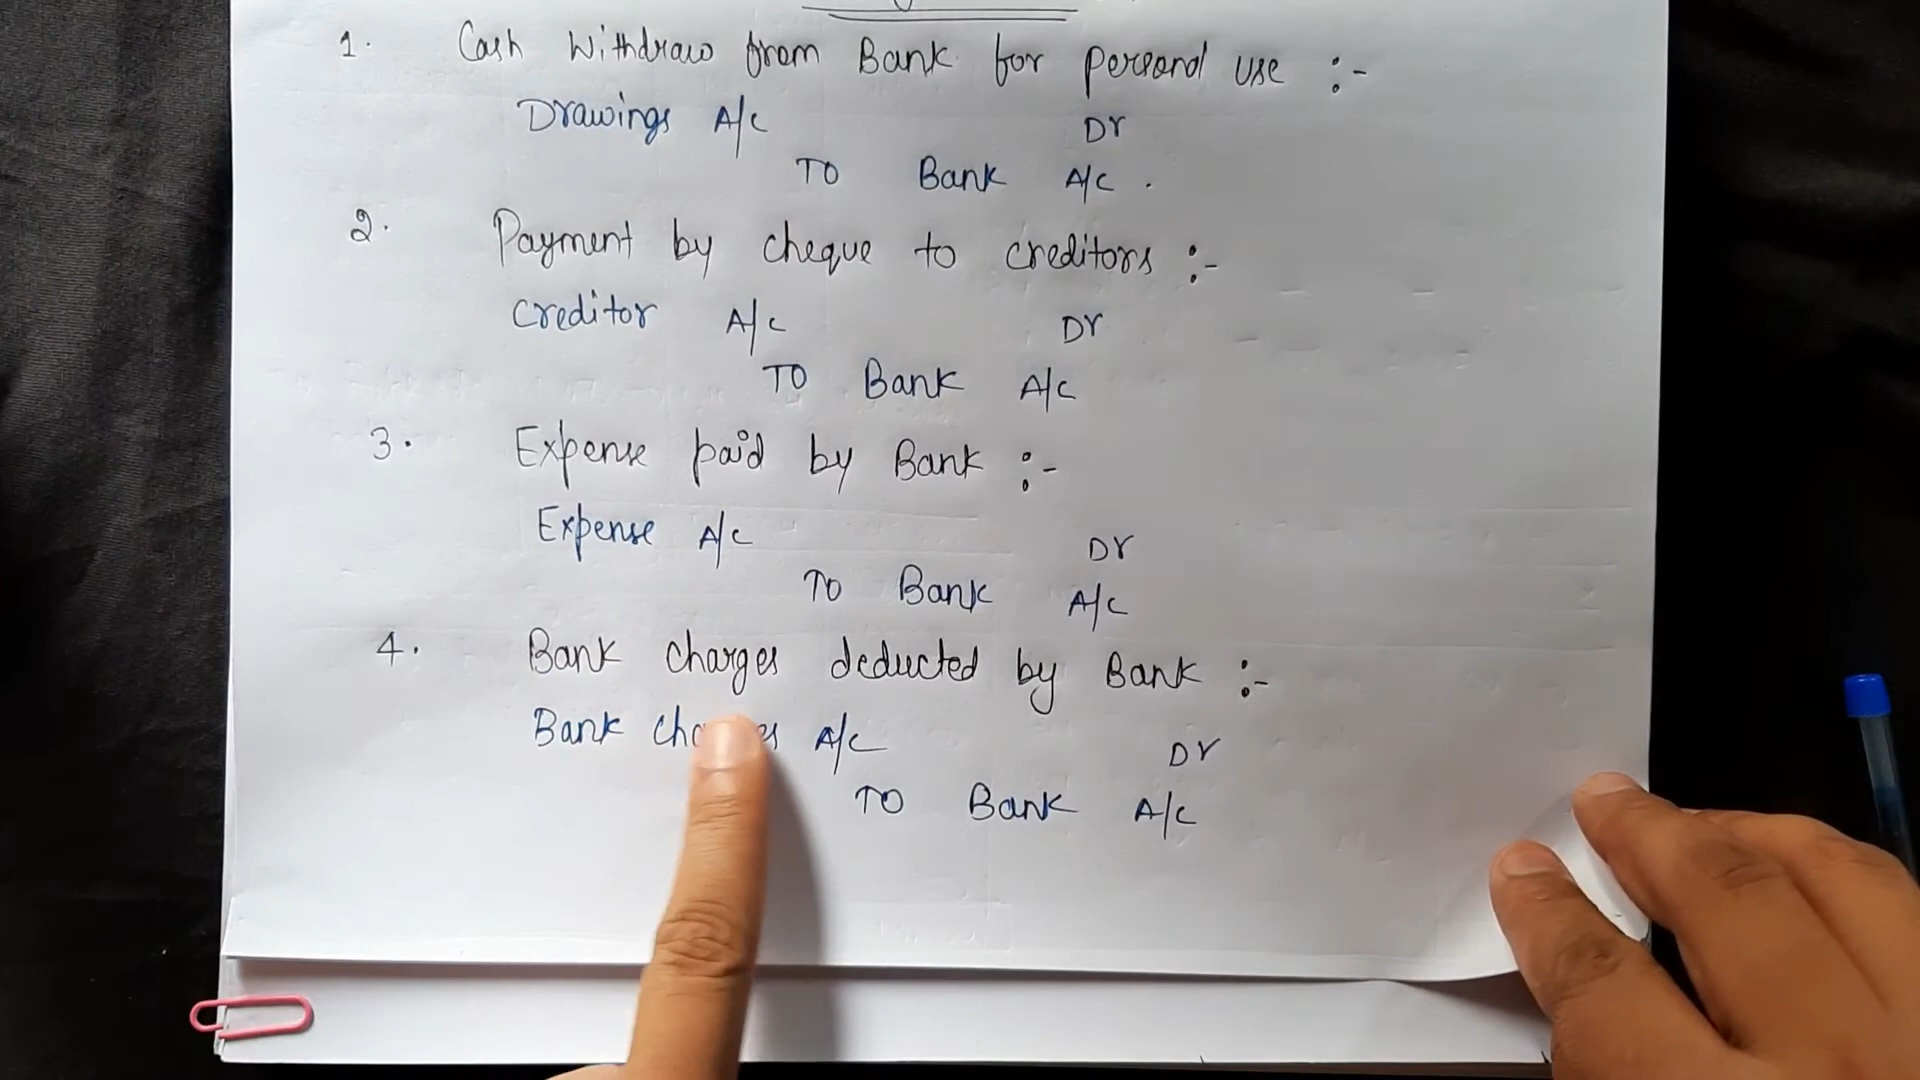 1. Cash Withdraw from Bank for personal use :-
Drawings A/c Dr
TO Bank A/c .
2. Payment by cheque to creditors :-
Creditor A/c Dr
TO Bank A/c
3. Expense paid by Bank :-
Expense A/c Dr
TO Bank A/c
4. Bank charges deducted by Bank :-
Bank A/c Dr
TO Bank A/c